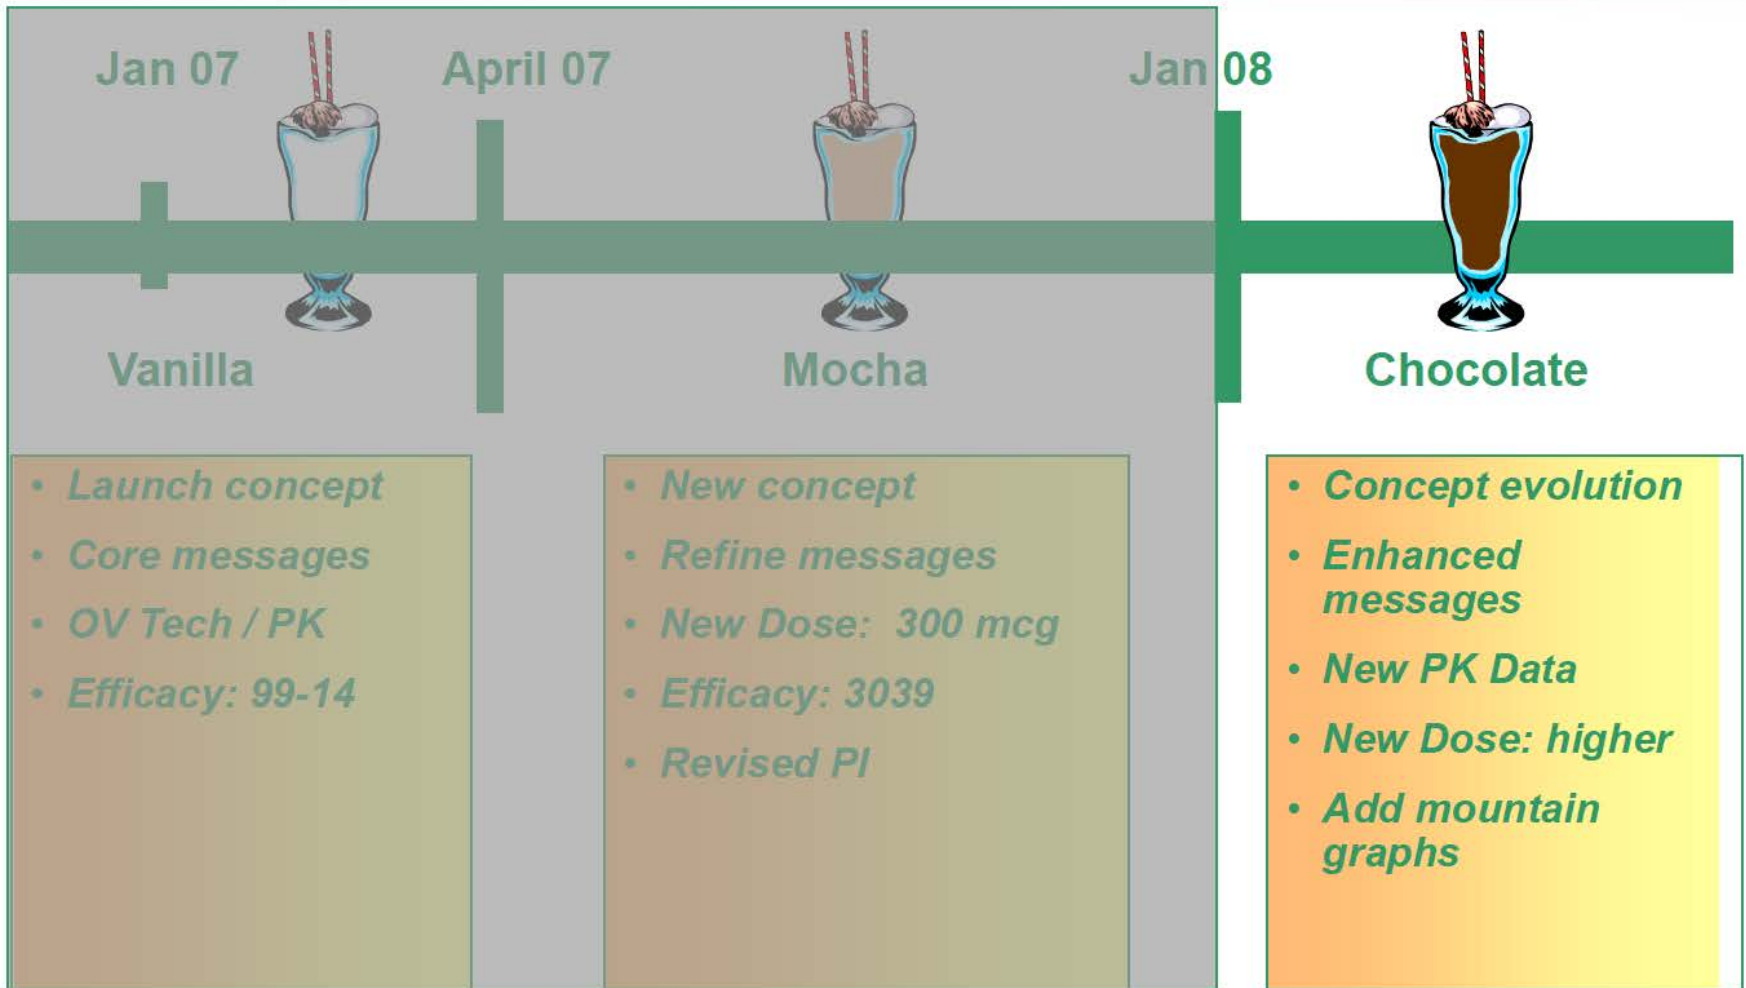 Jan 07
April 07
Jan 08
Vanilla
Mocha
Chocolate
• Launch concept
• Core messages
• OV Tech / PK
• Efficacy: 99-14
• New concept
• Refine messages
• New Dose: 300 mcg
• Efficacy: 3039
• Revised PI
• Concept evolution
• Enhanced
messages
• New PK Data
• New Dose: higher
• Add mountain
graphs